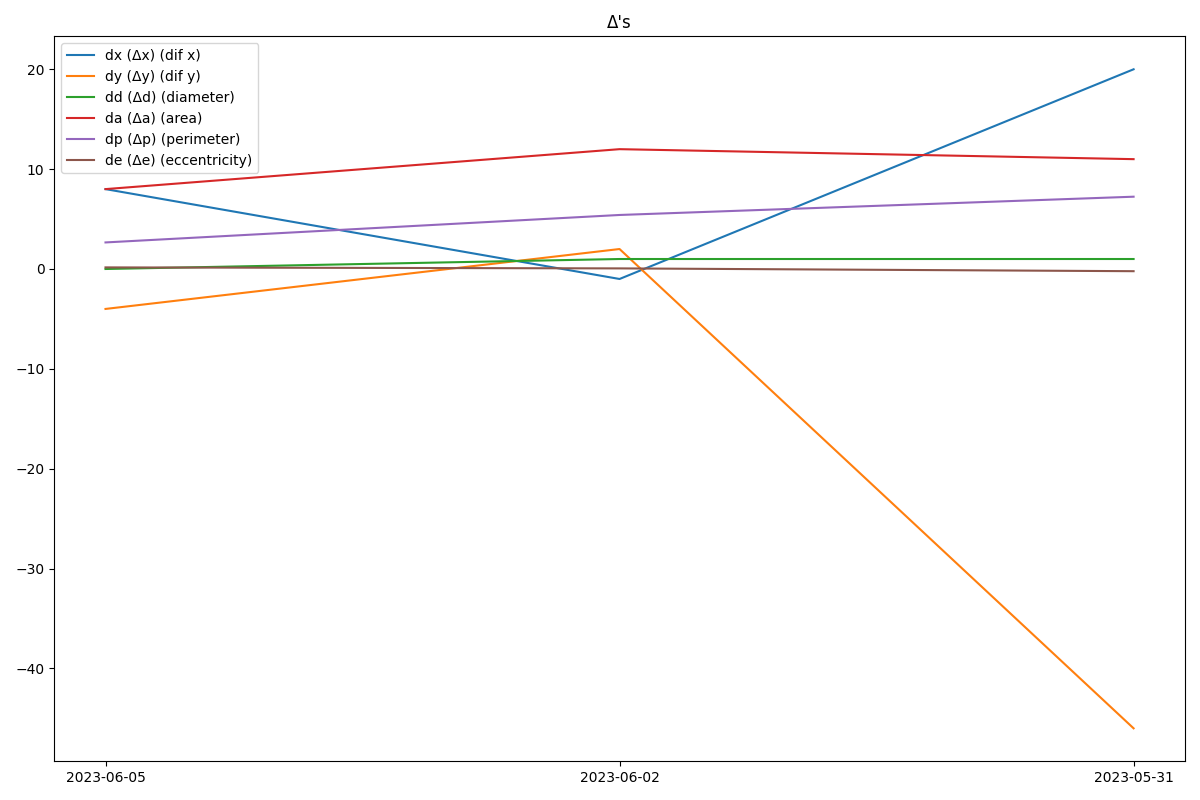 Δ's
dx (Δx) (dif x)
dy (Δy) (dif y)
dd (Δd) (diameter)
da (Δa) (area)
dp (Δp) (perimeter)
de (Δe) (eccentricity)
20
10
0
−10
−20
−30
−40
2023-06-05 2023-06-02 2023-05-31